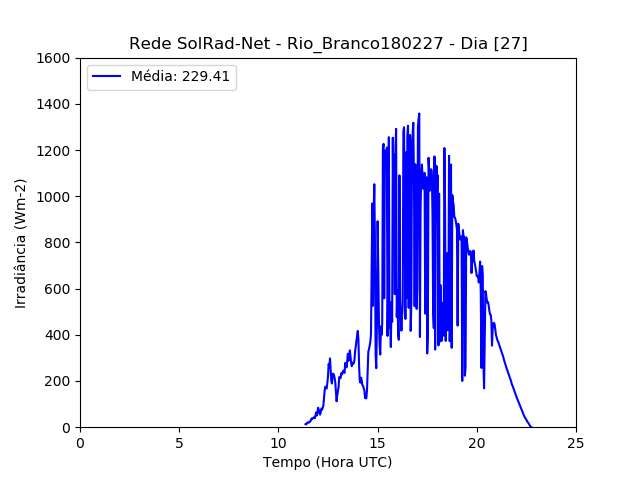 Rede SolRad-Net - Rio_Branco180227 - Dia [27]
Média: 229.41
Irradiância (Wm-2)
1600
1400
1200
1000
800
600
400
200
0
0 5 10 15 20 25
Tempo (Hora UTC)